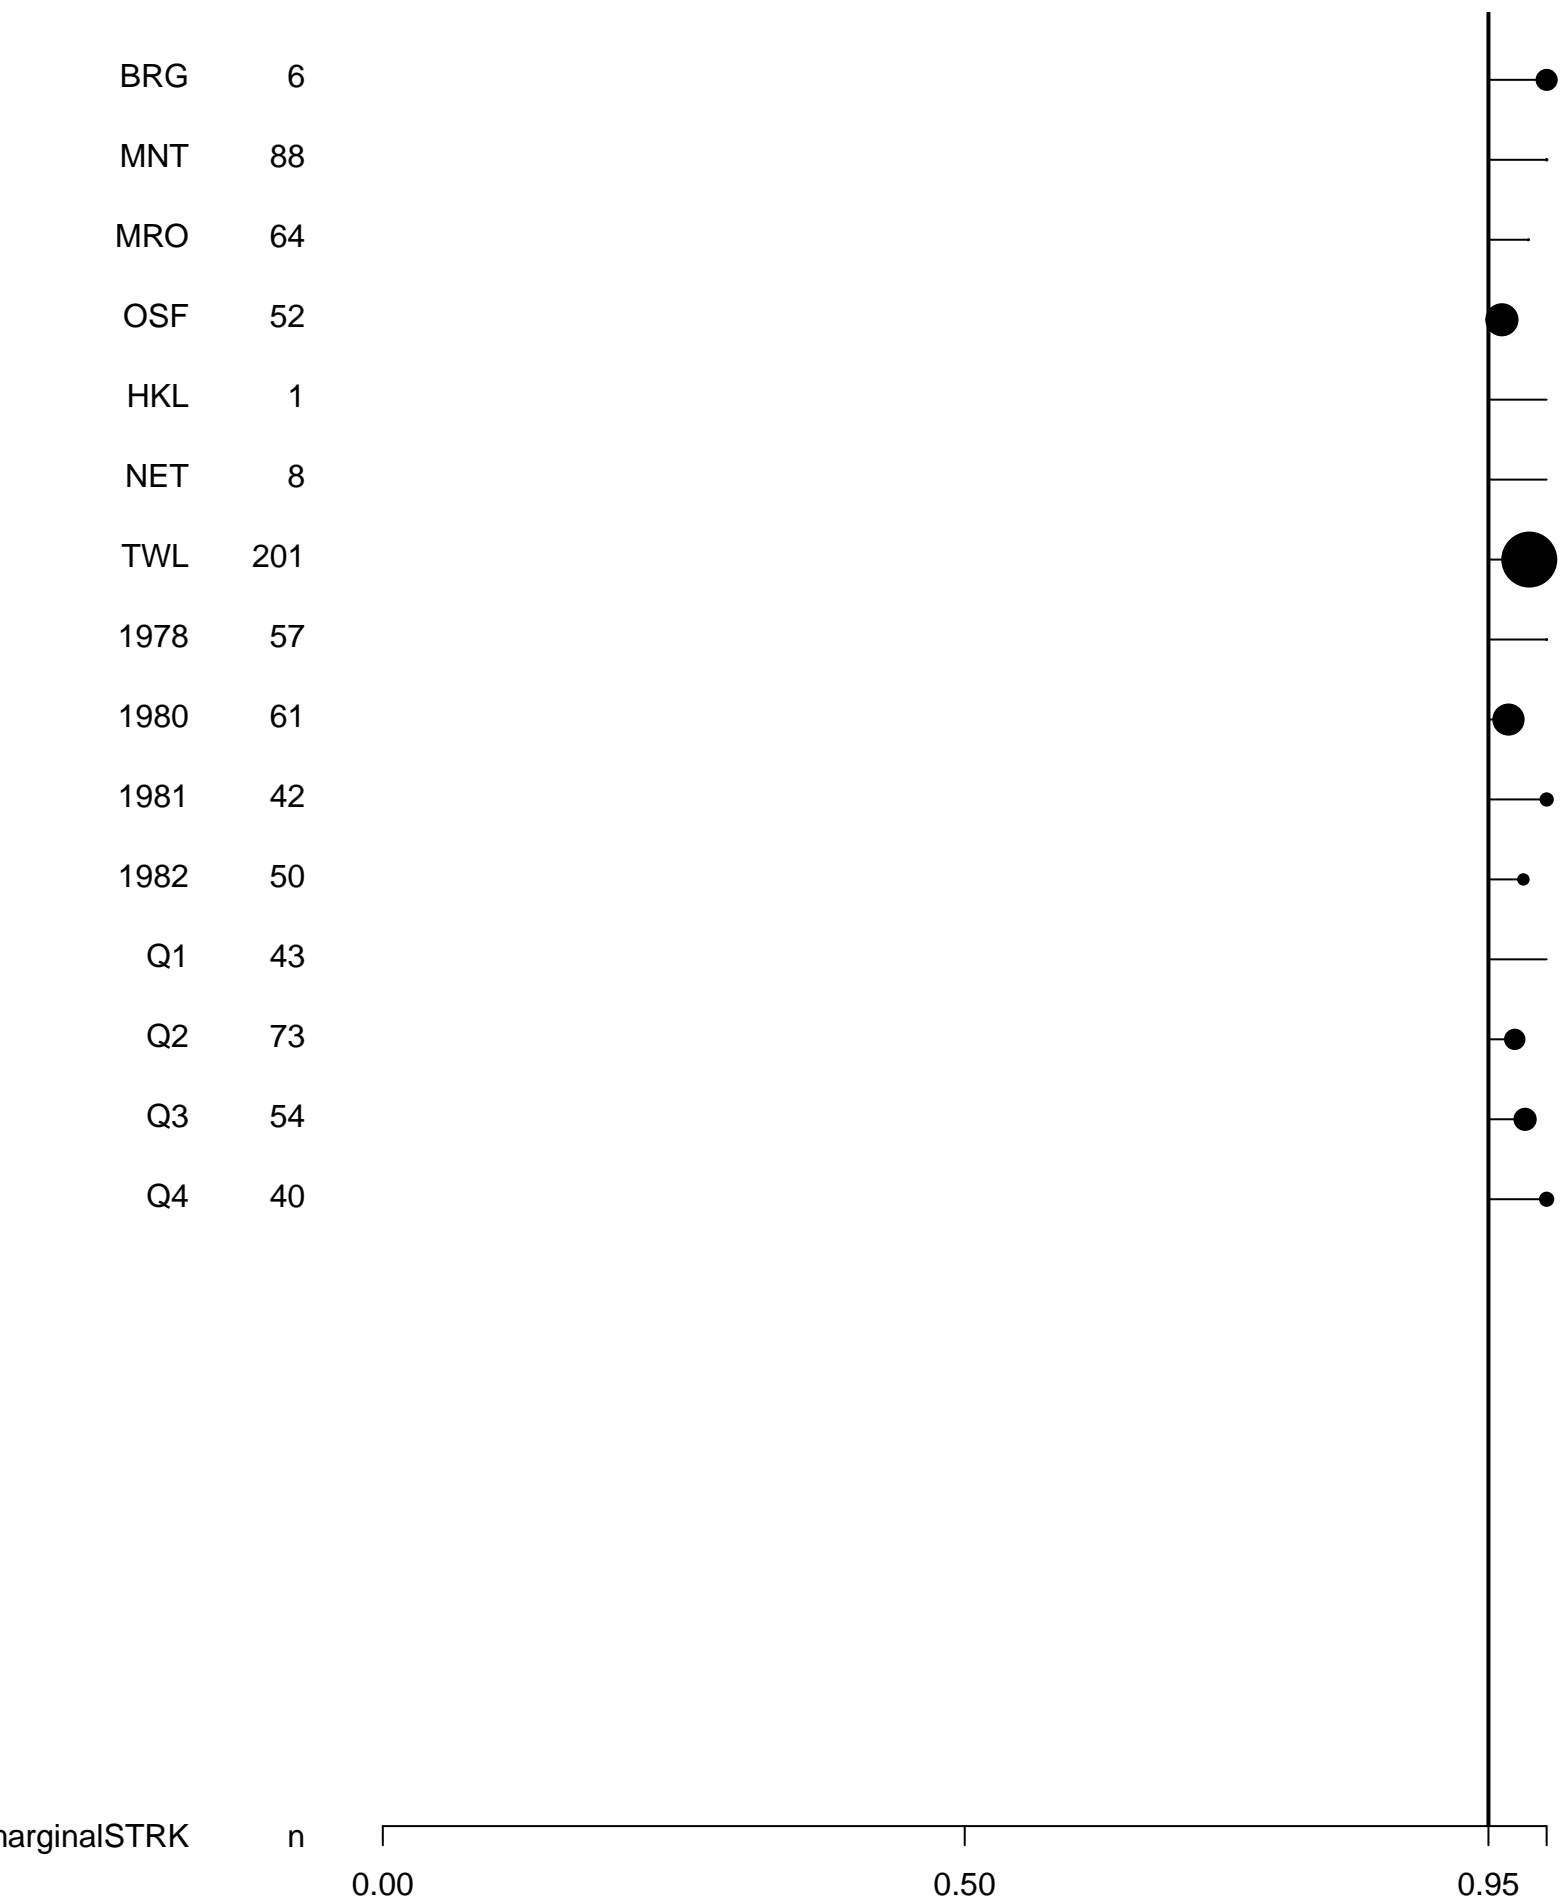 BRG 6
MNT 88
MRO 64
OSF 52
HKL 1
NET 8
TWL 201
1978 57
1980 61
1981 42
1982 50
Q1 43
Q2 73
Q3 54
Q4 40
arginalSTRK n
0.00 0.50 0.95